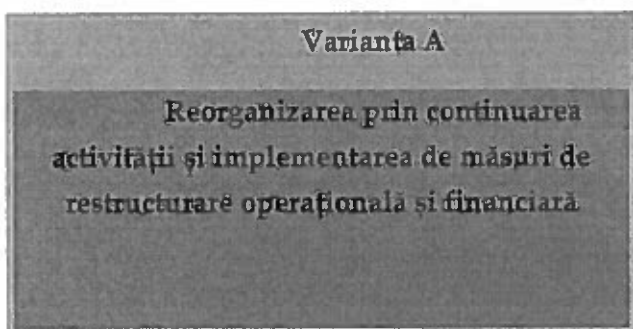 Varianta A
Reorganizarea prin continuarea
activității și implementarea de măsuri de
restructurare operațională și financiară